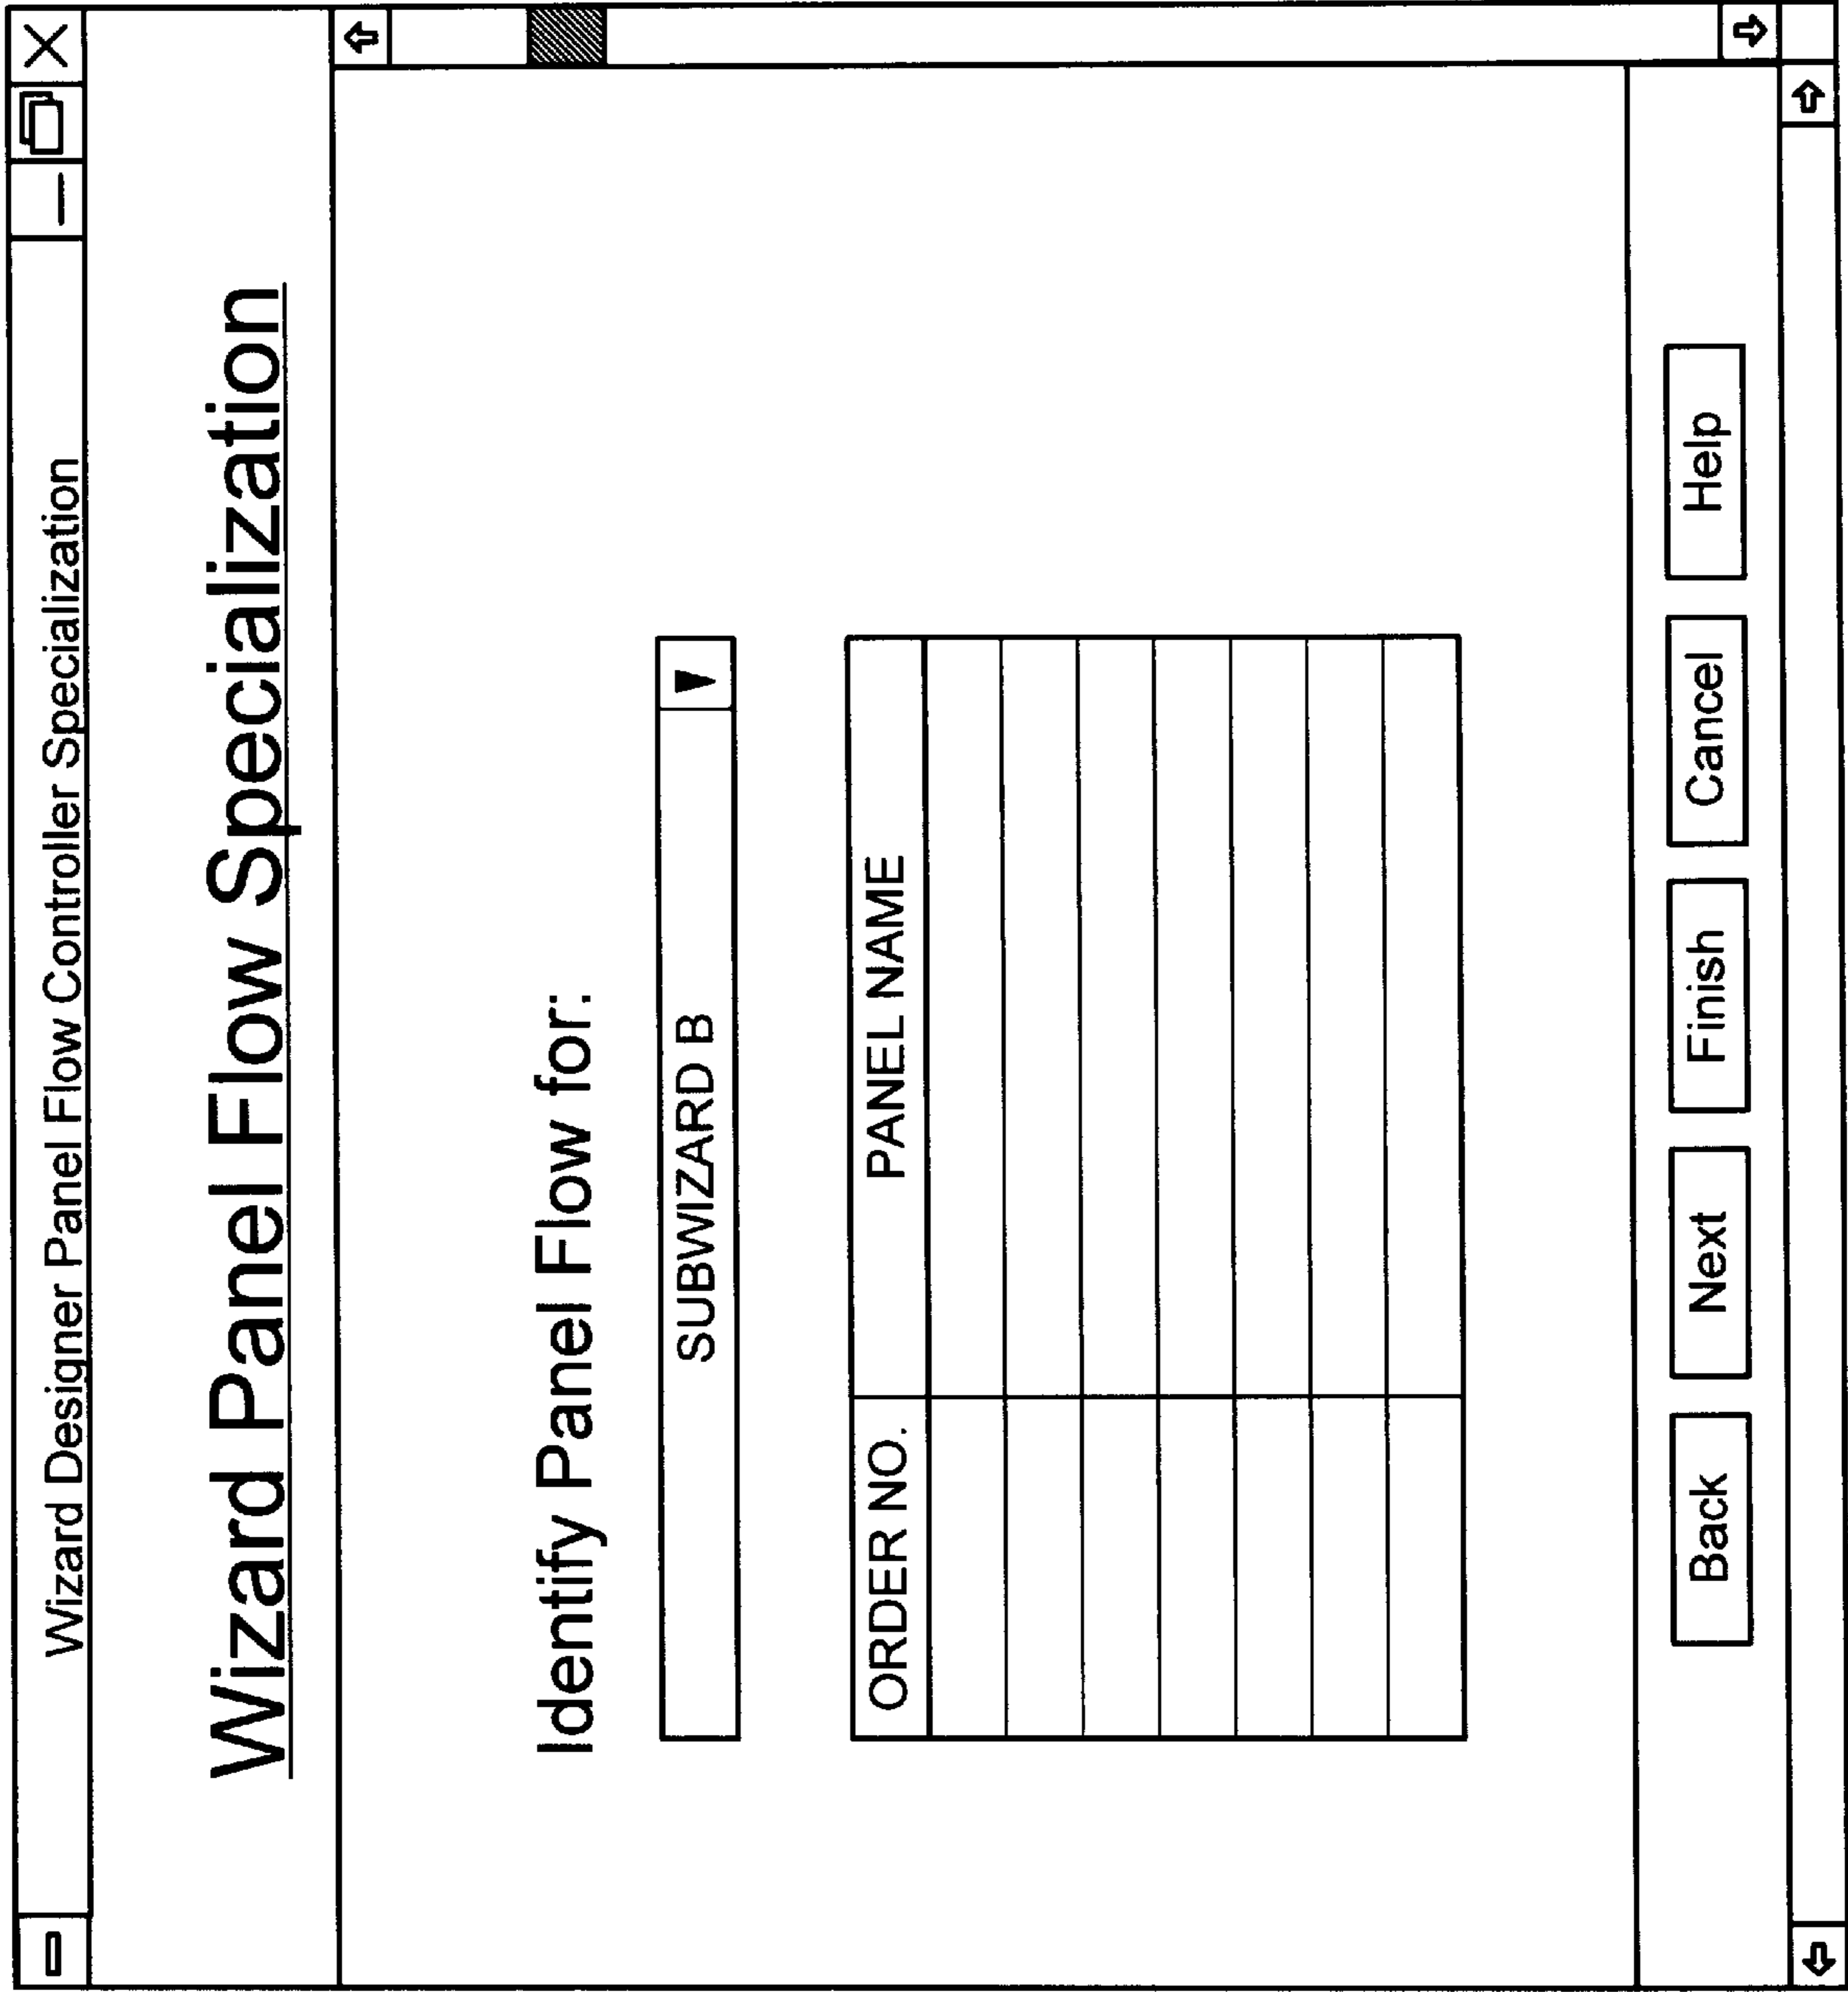 Wizard Designer Panel Flow Controller Specialization
Wizard Panel Flow Specialization
Identify Panel Flow for:
SUBWIZARD B
ORDER NO. PANEL NAME
Back Next Finish Cancel Help